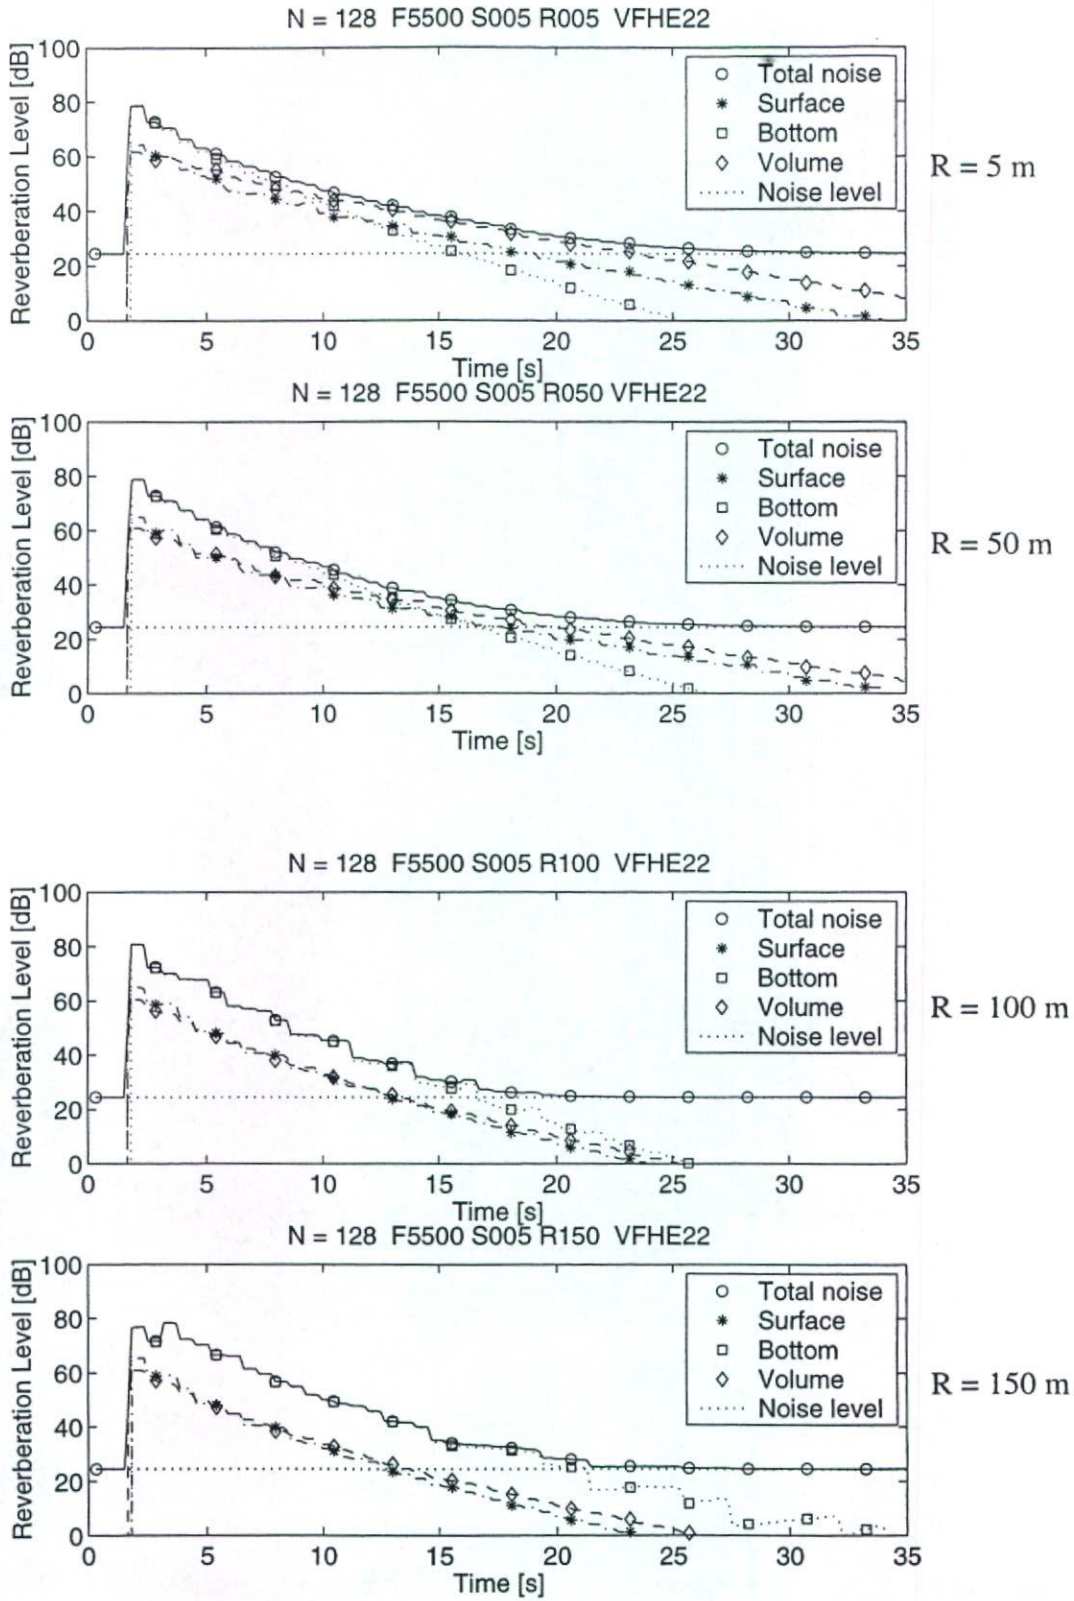 N = 128 F5500 S005 R005 VFHE22
100
80
60
40
20
0
Reverberation Level [dB]
Total noise
Surface
Bottom
Volume
Noise level
R = 5 m
0 5 10 15 20 25 30 35
Time [s]
N = 128 F5500 S005 R050 VFHE22
100
80
60
40
20
0
Reverberation Level [dB]
Total noise
Surface
Bottom
Volume
Noise level
R = 50 m
0 5 10 15 20 25 30 35
Time [s]
N = 128 F5500 S005 R100 VFHE22
100
80
60
40
20
0
Reverberation Level [dB]
Total noise
Surface
Bottom
Volume
Noise level
R = 100 m
0 5 10 15 20 25 30 35
Time [s]
N = 128 F5500 S005 R150 VFHE22
100
80
60
40
20
0
Reverberation Level [dB]
Total noise
Surface
Bottom
Volume
Noise level
R = 150 m
0 5 10 15 20 25 30 35
Time [s]